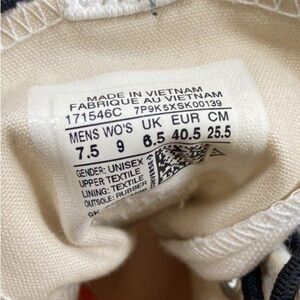 MADE IN VIETNAM
FABRIQUE AU VIETNAM
171546C 7P9K5XSK00139
MENS WO'S UK EUR CM
7.5 9 6.5 40.5 25.5
GENDER: UNISEX
UPPER TEXTILE
LINING: TEXTILE
OUTSOLE: RUBBER